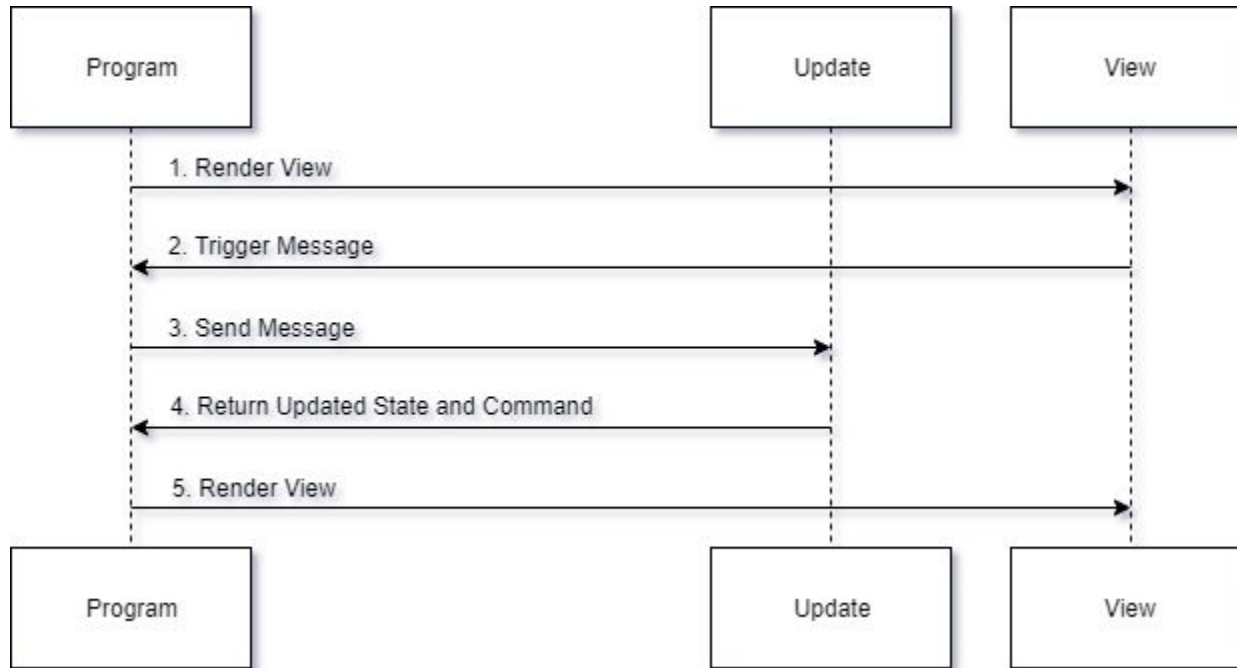 Program
Update
View
1. Render View
2. Trigger Message
3. Send Message
4. Return Updated State and Command
5. Render View
Program
Update
View